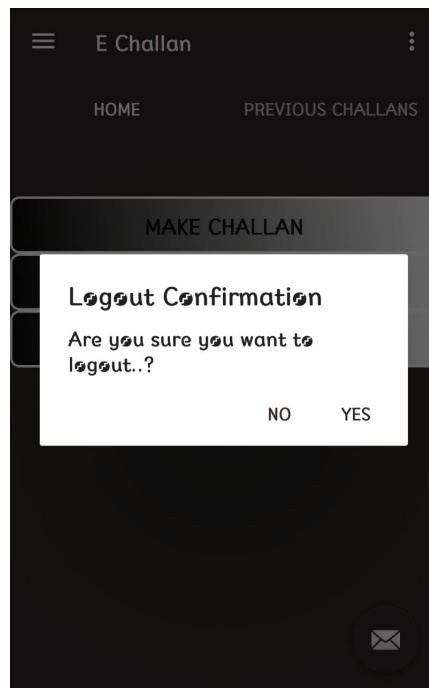 E Challan
HOME PREVIOUS CHALLANS
MAKE CHALLAN
Logout Confirmation
Are you sure you want to
logout..?
NO YES